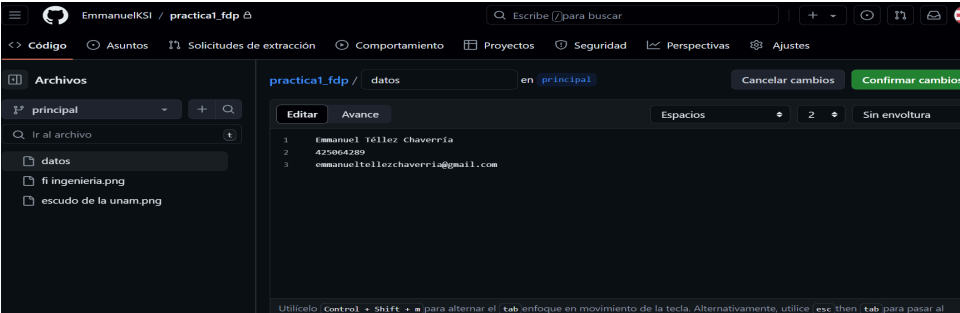 EmmanuelKSI / practica1_fdp
Escribe / para buscar
Código Asuntos Solicitudes de extracción Comportamiento Proyectos Seguridad Perspectivas Ajustes
Archivos
principal
Ir al archivo t
datos
fi ingenieria.png
escudo de la unam.png
practica1_fdp / datos en principal
Cancelar cambios Confirmar cambios
Editar Avance Espacios 2 Sin envoltura
1 Emmanuel Téllez Chaverría
2 425064289
3 emmanueltellezchaverria@gmail.com
Utilícelo Control + Shift + m para alternar el tab enfoque en movimiento de la tecla. Alternativamente, utilice esc then tab para pasar al